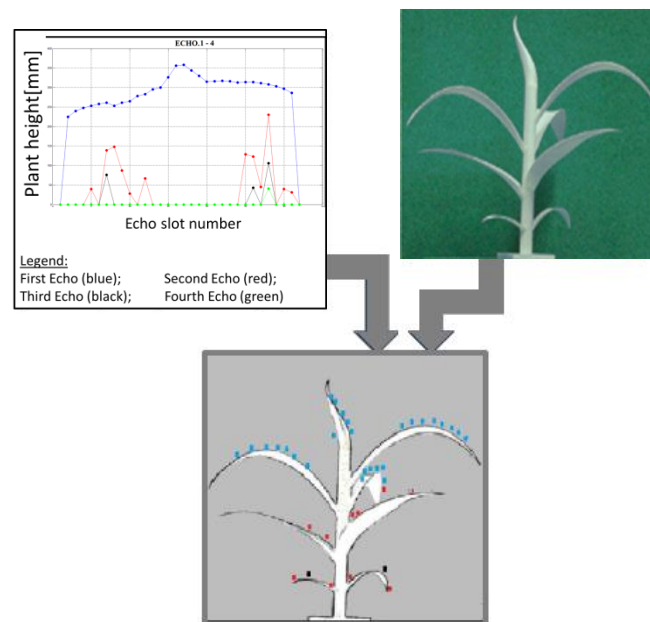 ECHO.1 - 4
Plant height[mm]
Echo slot number
Legend:
First Echo (blue); Second Echo (red);
Third Echo (black); Fourth Echo (green)